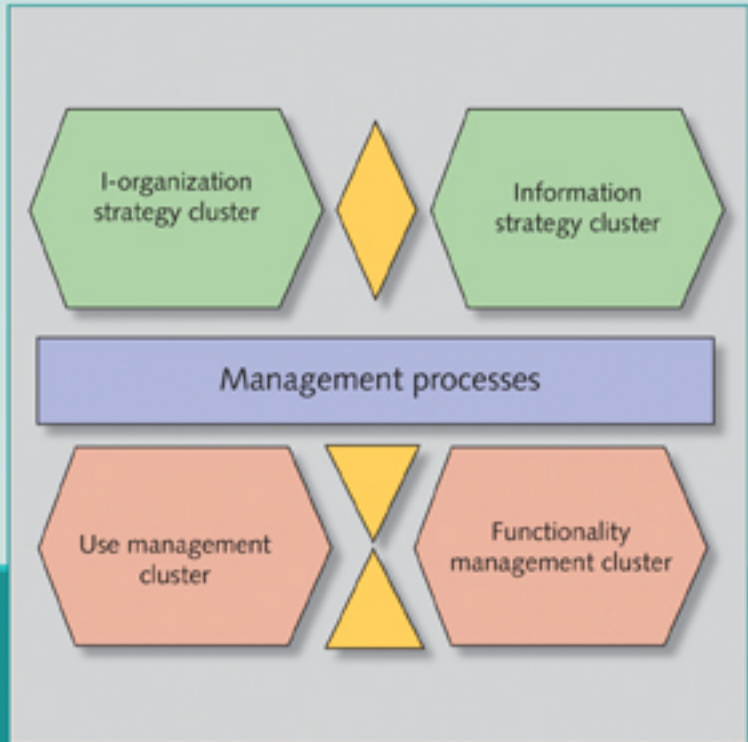 I-organization
strategy cluster
Information
strategy cluster
Management processes
Use management
cluster
Functionality
management cluster